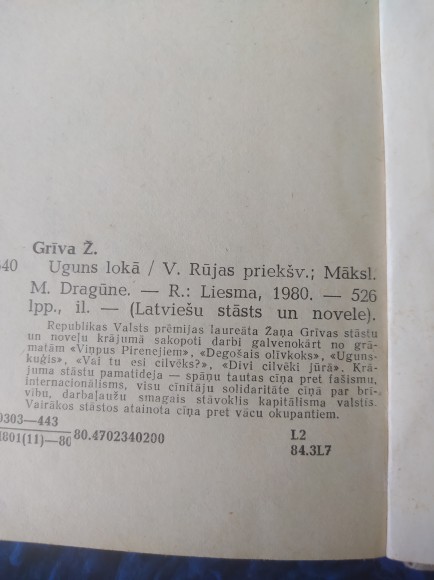 Grīva Ž.
640 Uguns lokā / V. Rūjas priekšv.; Māksl.
M. Dragūne. — R.: Liesma, 1980. — 526
lpp., il. — (Latviešu stāsts un novele).
Republikas Valsts prēmijas laureāta Žaņa Grīvas stāstu
un noveļu krājumā sakopoti darbi galvenokārt no grā-
matām «Viņpus Pirenejiem», «Degošais olīvkoks», «Uguns-
kuģis», «Vai tu esi cilvēks?», «Divi cilvēki jūrā». Krā-
juma stāstu pamatideja — spāņu tautas cīņa pret fašismu,
internacionālisms, visu cīnītāju solidaritāte cīņā par brī-
vību, darbaļaužu smagais stāvoklis kapitālisma valstīs.
Vairākos stāstos atainota cīņa pret vācu okupantiem.
0303—443
M801(11)—80 80.4702340200
L2
84.3L7